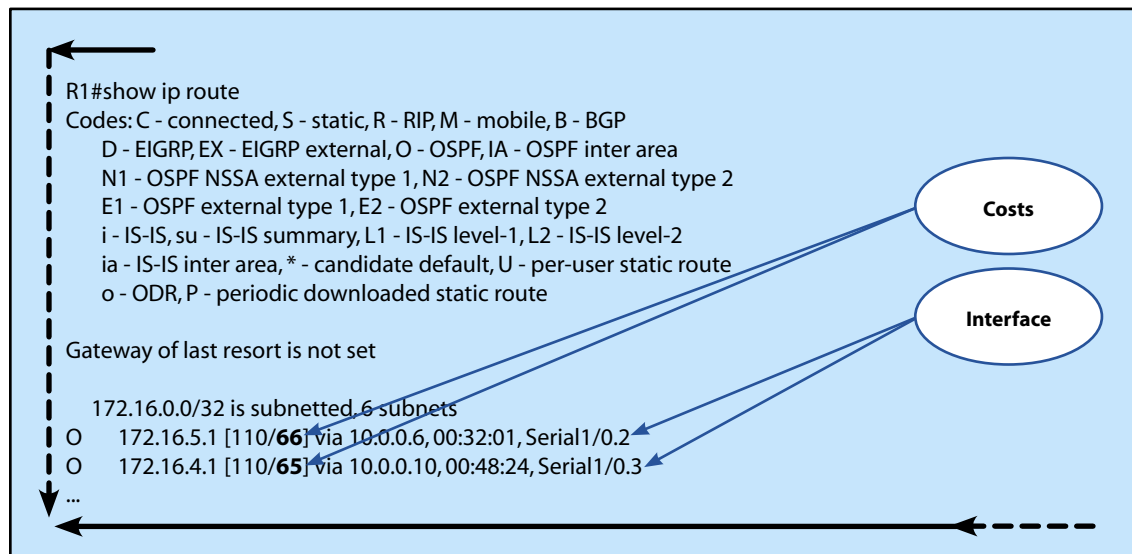 R1#show ip route
Codes: C - connected, S - static, R - RIP, M - mobile, B - BGP
D - EIGRP, EX - EIGRP external, O - OSPF, IA - OSPF inter area
N1 - OSPF NSSA external type 1, N2 - OSPF NSSA external type 2
E1 - OSPF external type 1, E2 - OSPF external type 2
i - IS-IS, su - IS-IS summary, L1 - IS-IS level-1, L2 - IS-IS level-2
ia - IS-IS inter area, * - candidate default, U - per-user static route
o - ODR, P - periodic downloaded static route
Costs
Interface
Gateway of last resort is not set
172.16.0.0/32 is subnetted, 6 subnets
O 172.16.5.1 [110/66] via 10.0.0.6, 00:32:01, Serial1/0.2
O 172.16.4.1 [110/65] via 10.0.0.10, 00:48:24, Serial1/0.3
...